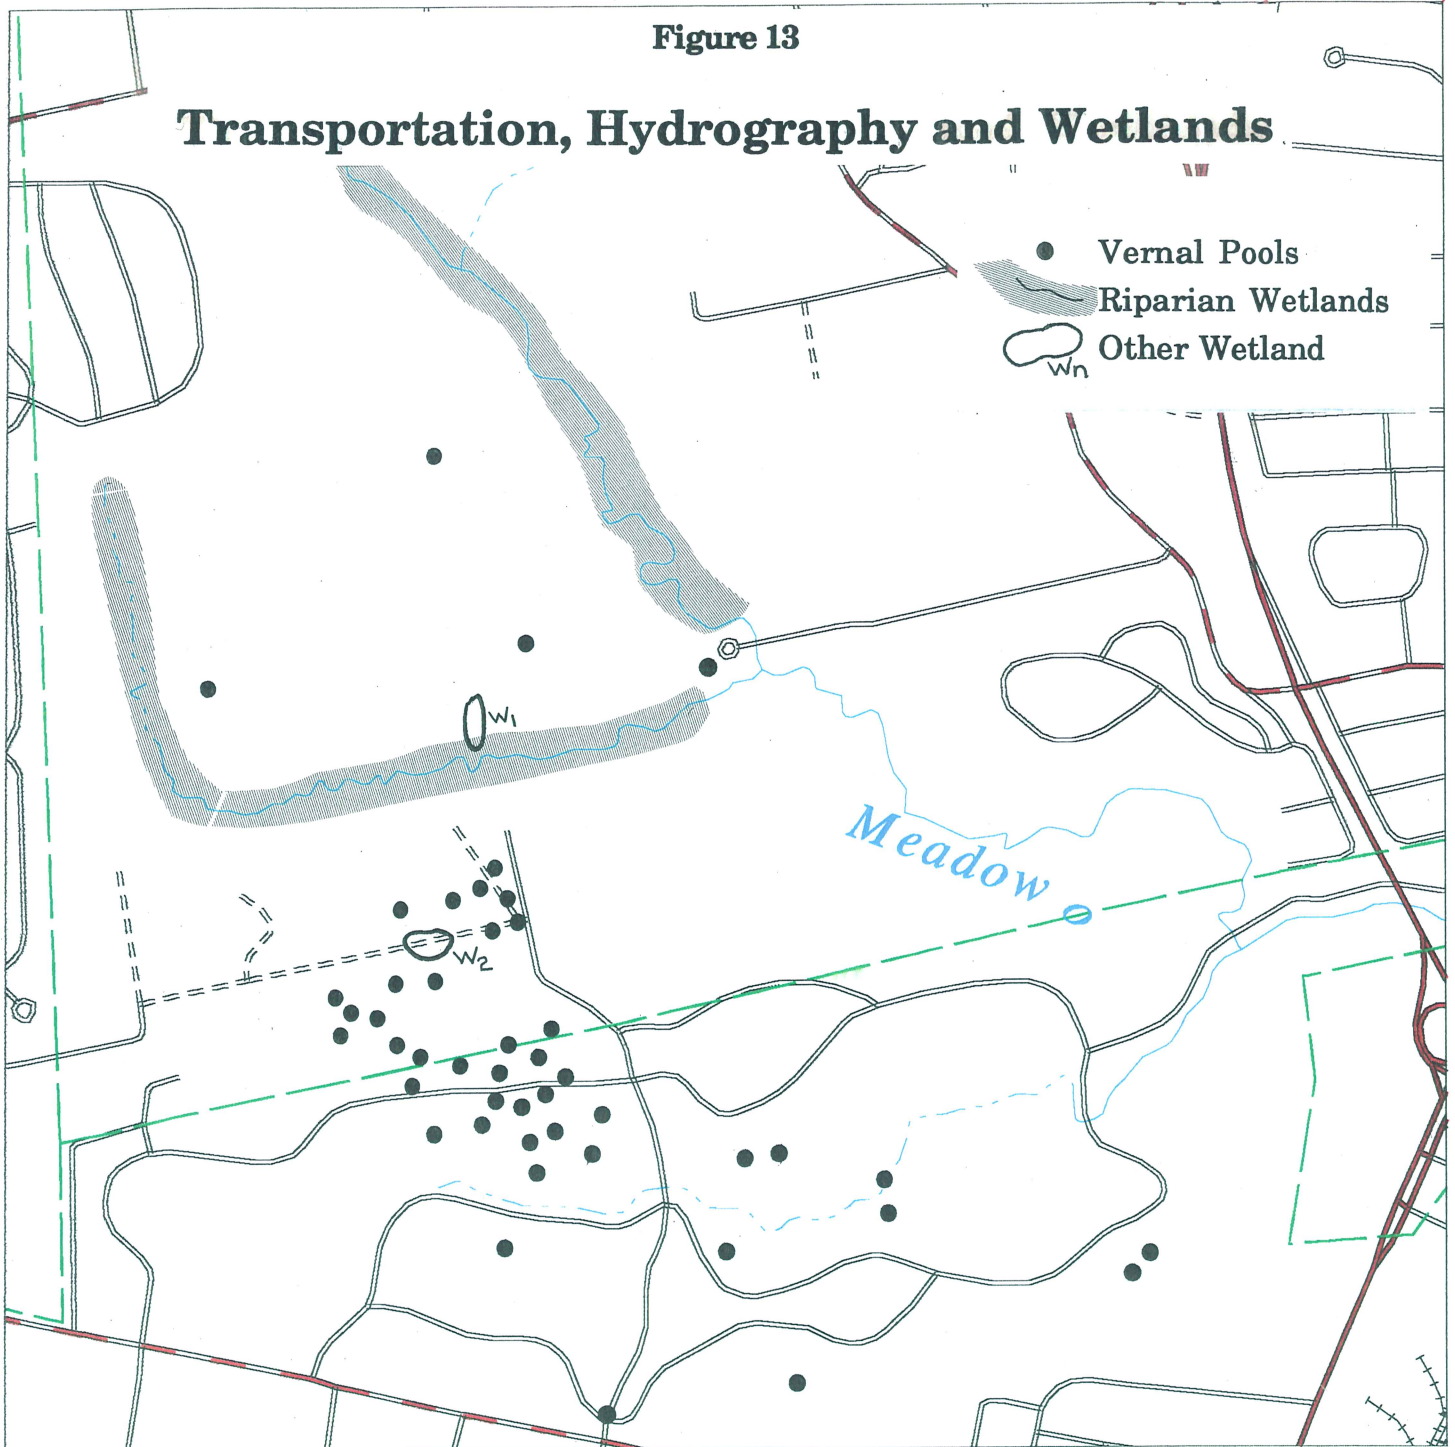 Figure 13
Transportation, Hydrography and Wetlands
Vernal Pools
Riparian Wetlands
Other Wetland
Wn
W1
Meadow
W2